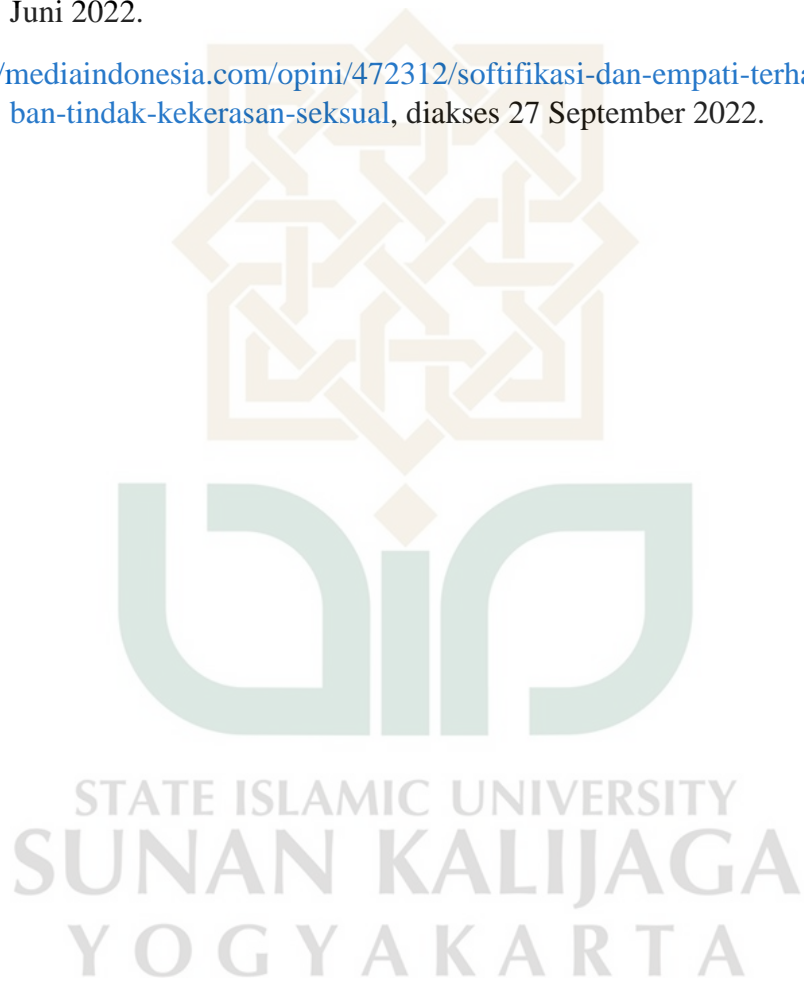 Juni 2022.
/mediaindonesia.com/opini/472312/softifikasi-dan-empati-terha
ban-tindak-kekerasan-seksual, diakses 27 September 2022.
STATE ISLAMIC UNIVERSITY
SUNAN KALIJAGA
YOGYAKARTA